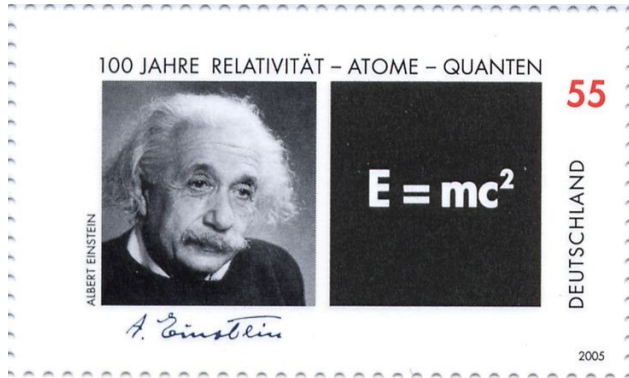 100 JAHRE RELATIVITÄT – ATOME – QUANTEN
55
ALBERT EINSTEIN
E = mc²
DEUTSCHLAND
A. Einstein
2005